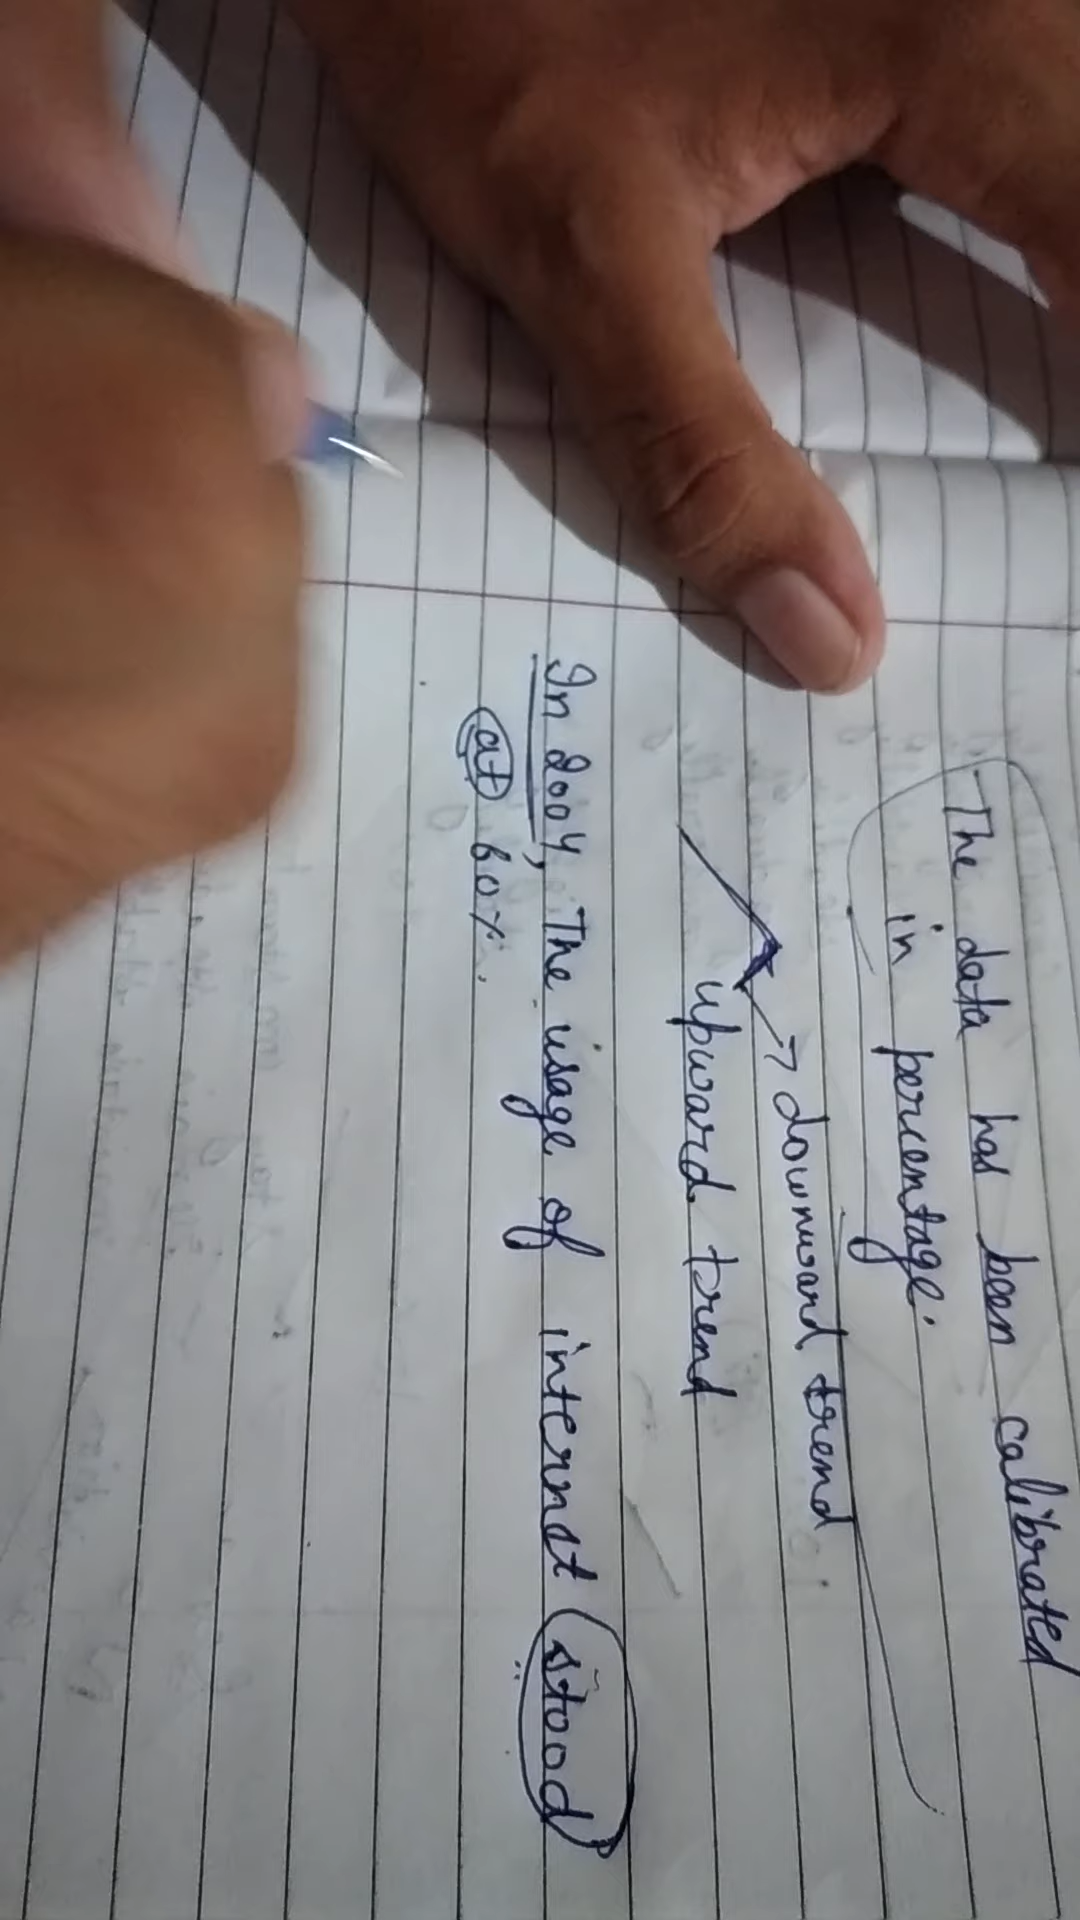 The data has been calibrated
in percentage.
→ downward trend
upward trend
In 2004, The usage of internet stood
at 60%.